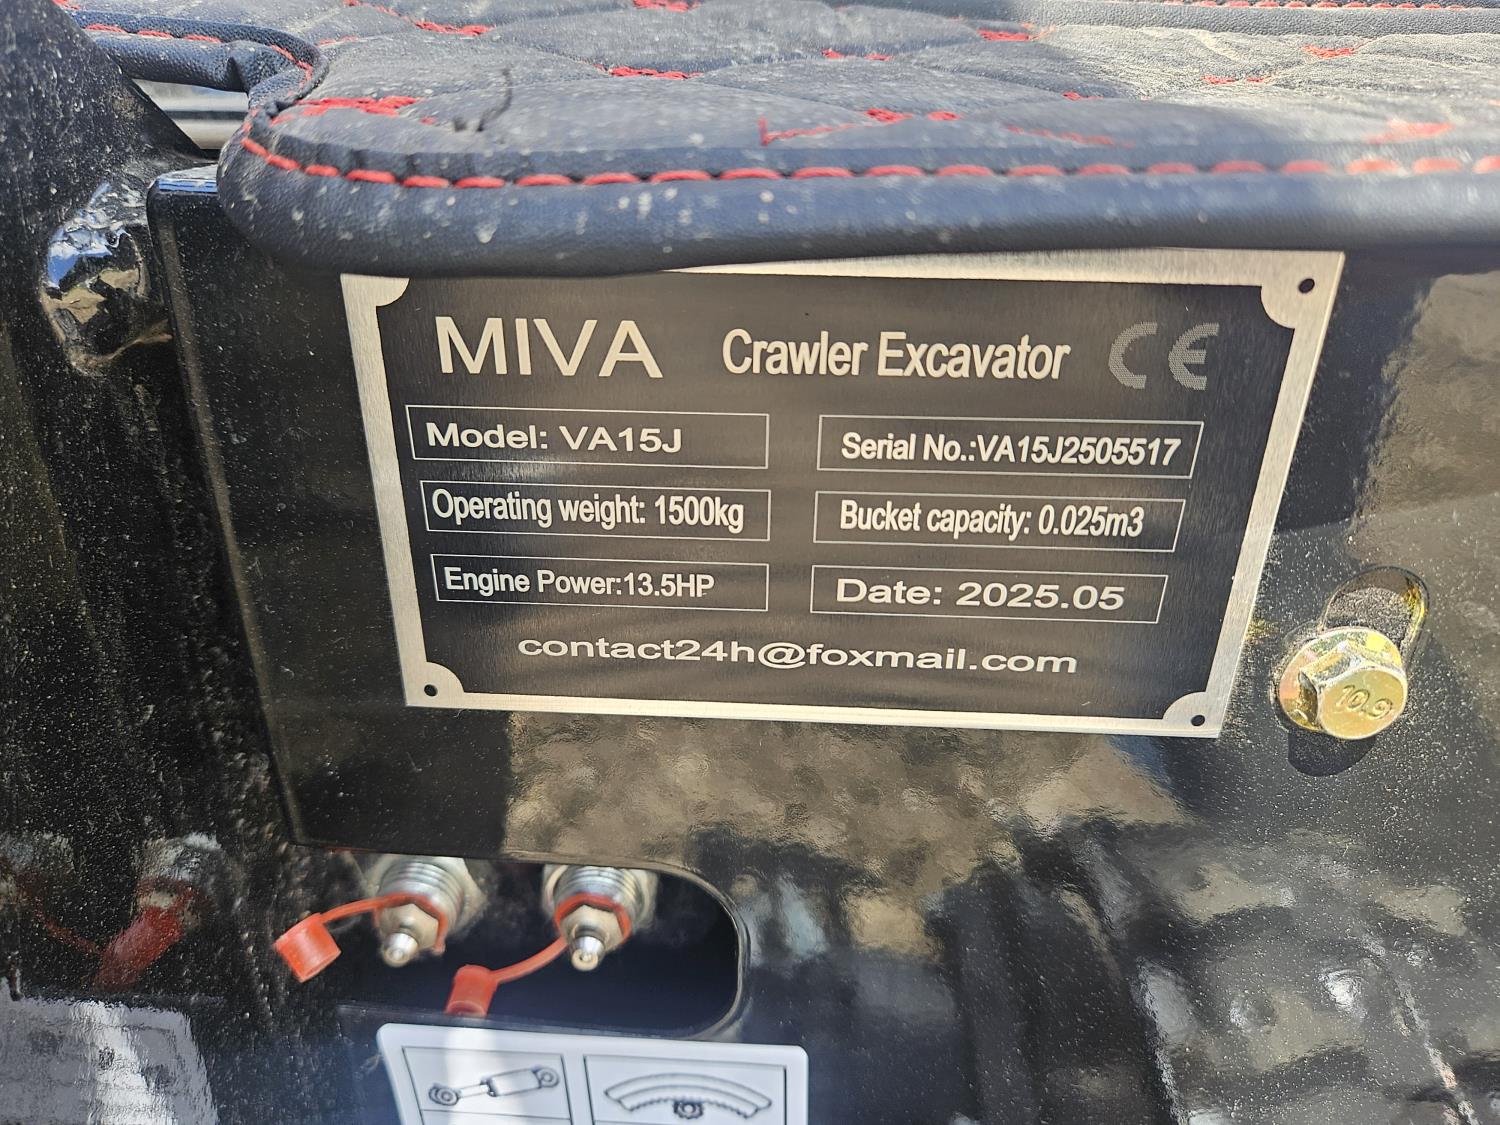 MIVA Crawler Excavator CE
Model: VA15J
Serial No.:VA15J2505517
Operating weight: 1500kg
Bucket capacity: 0.025m3
Engine Power:13.5HP
Date: 2025.05
contact24h@foxmail.com
10.9